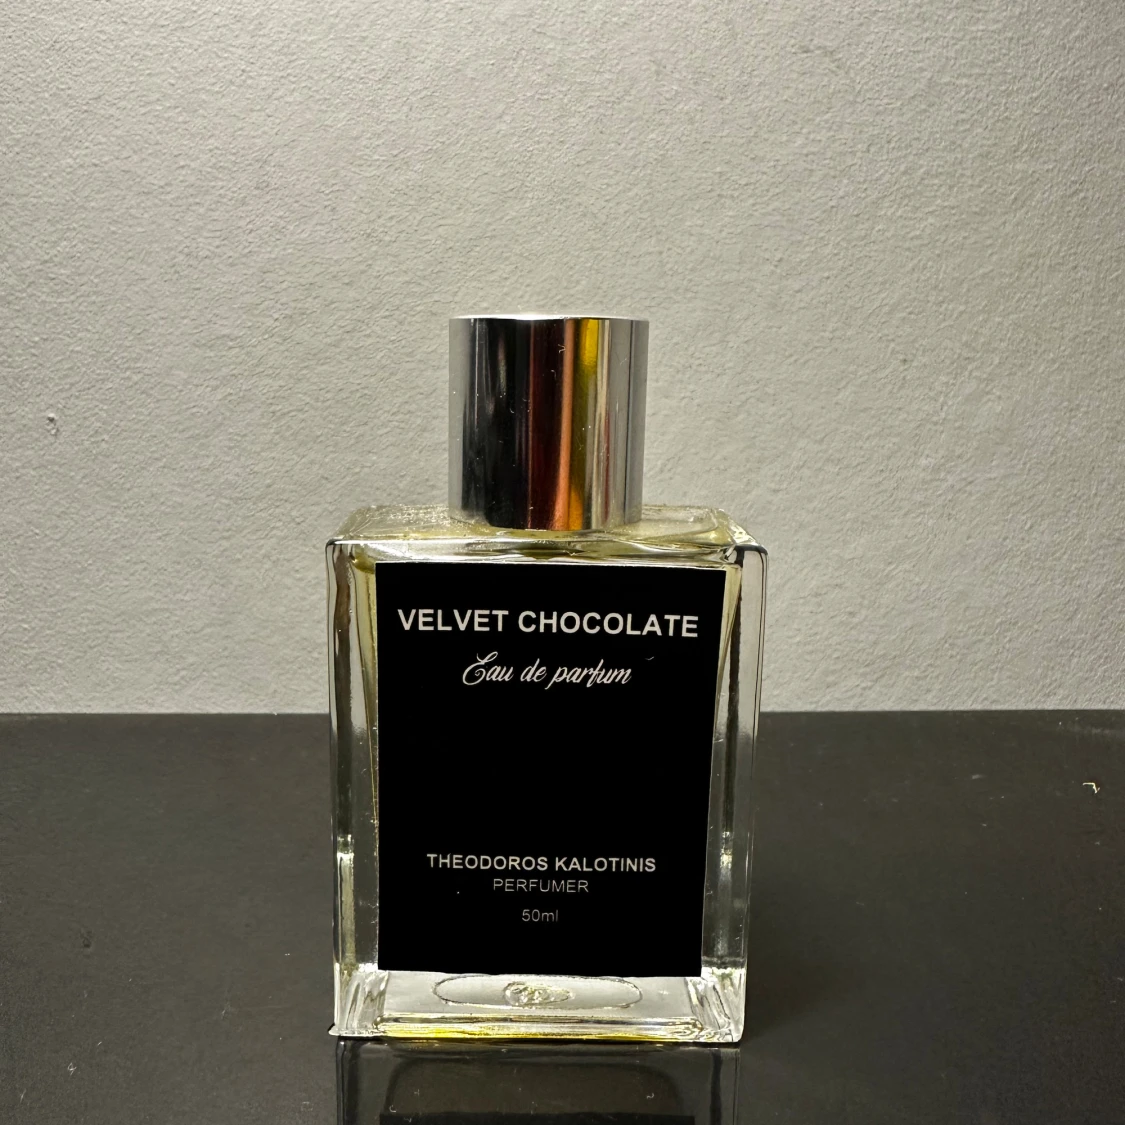 VELVET CHOCOLATE
Eau de parfum
THEODOROS KALOTINIS
PERFUMER
50ml